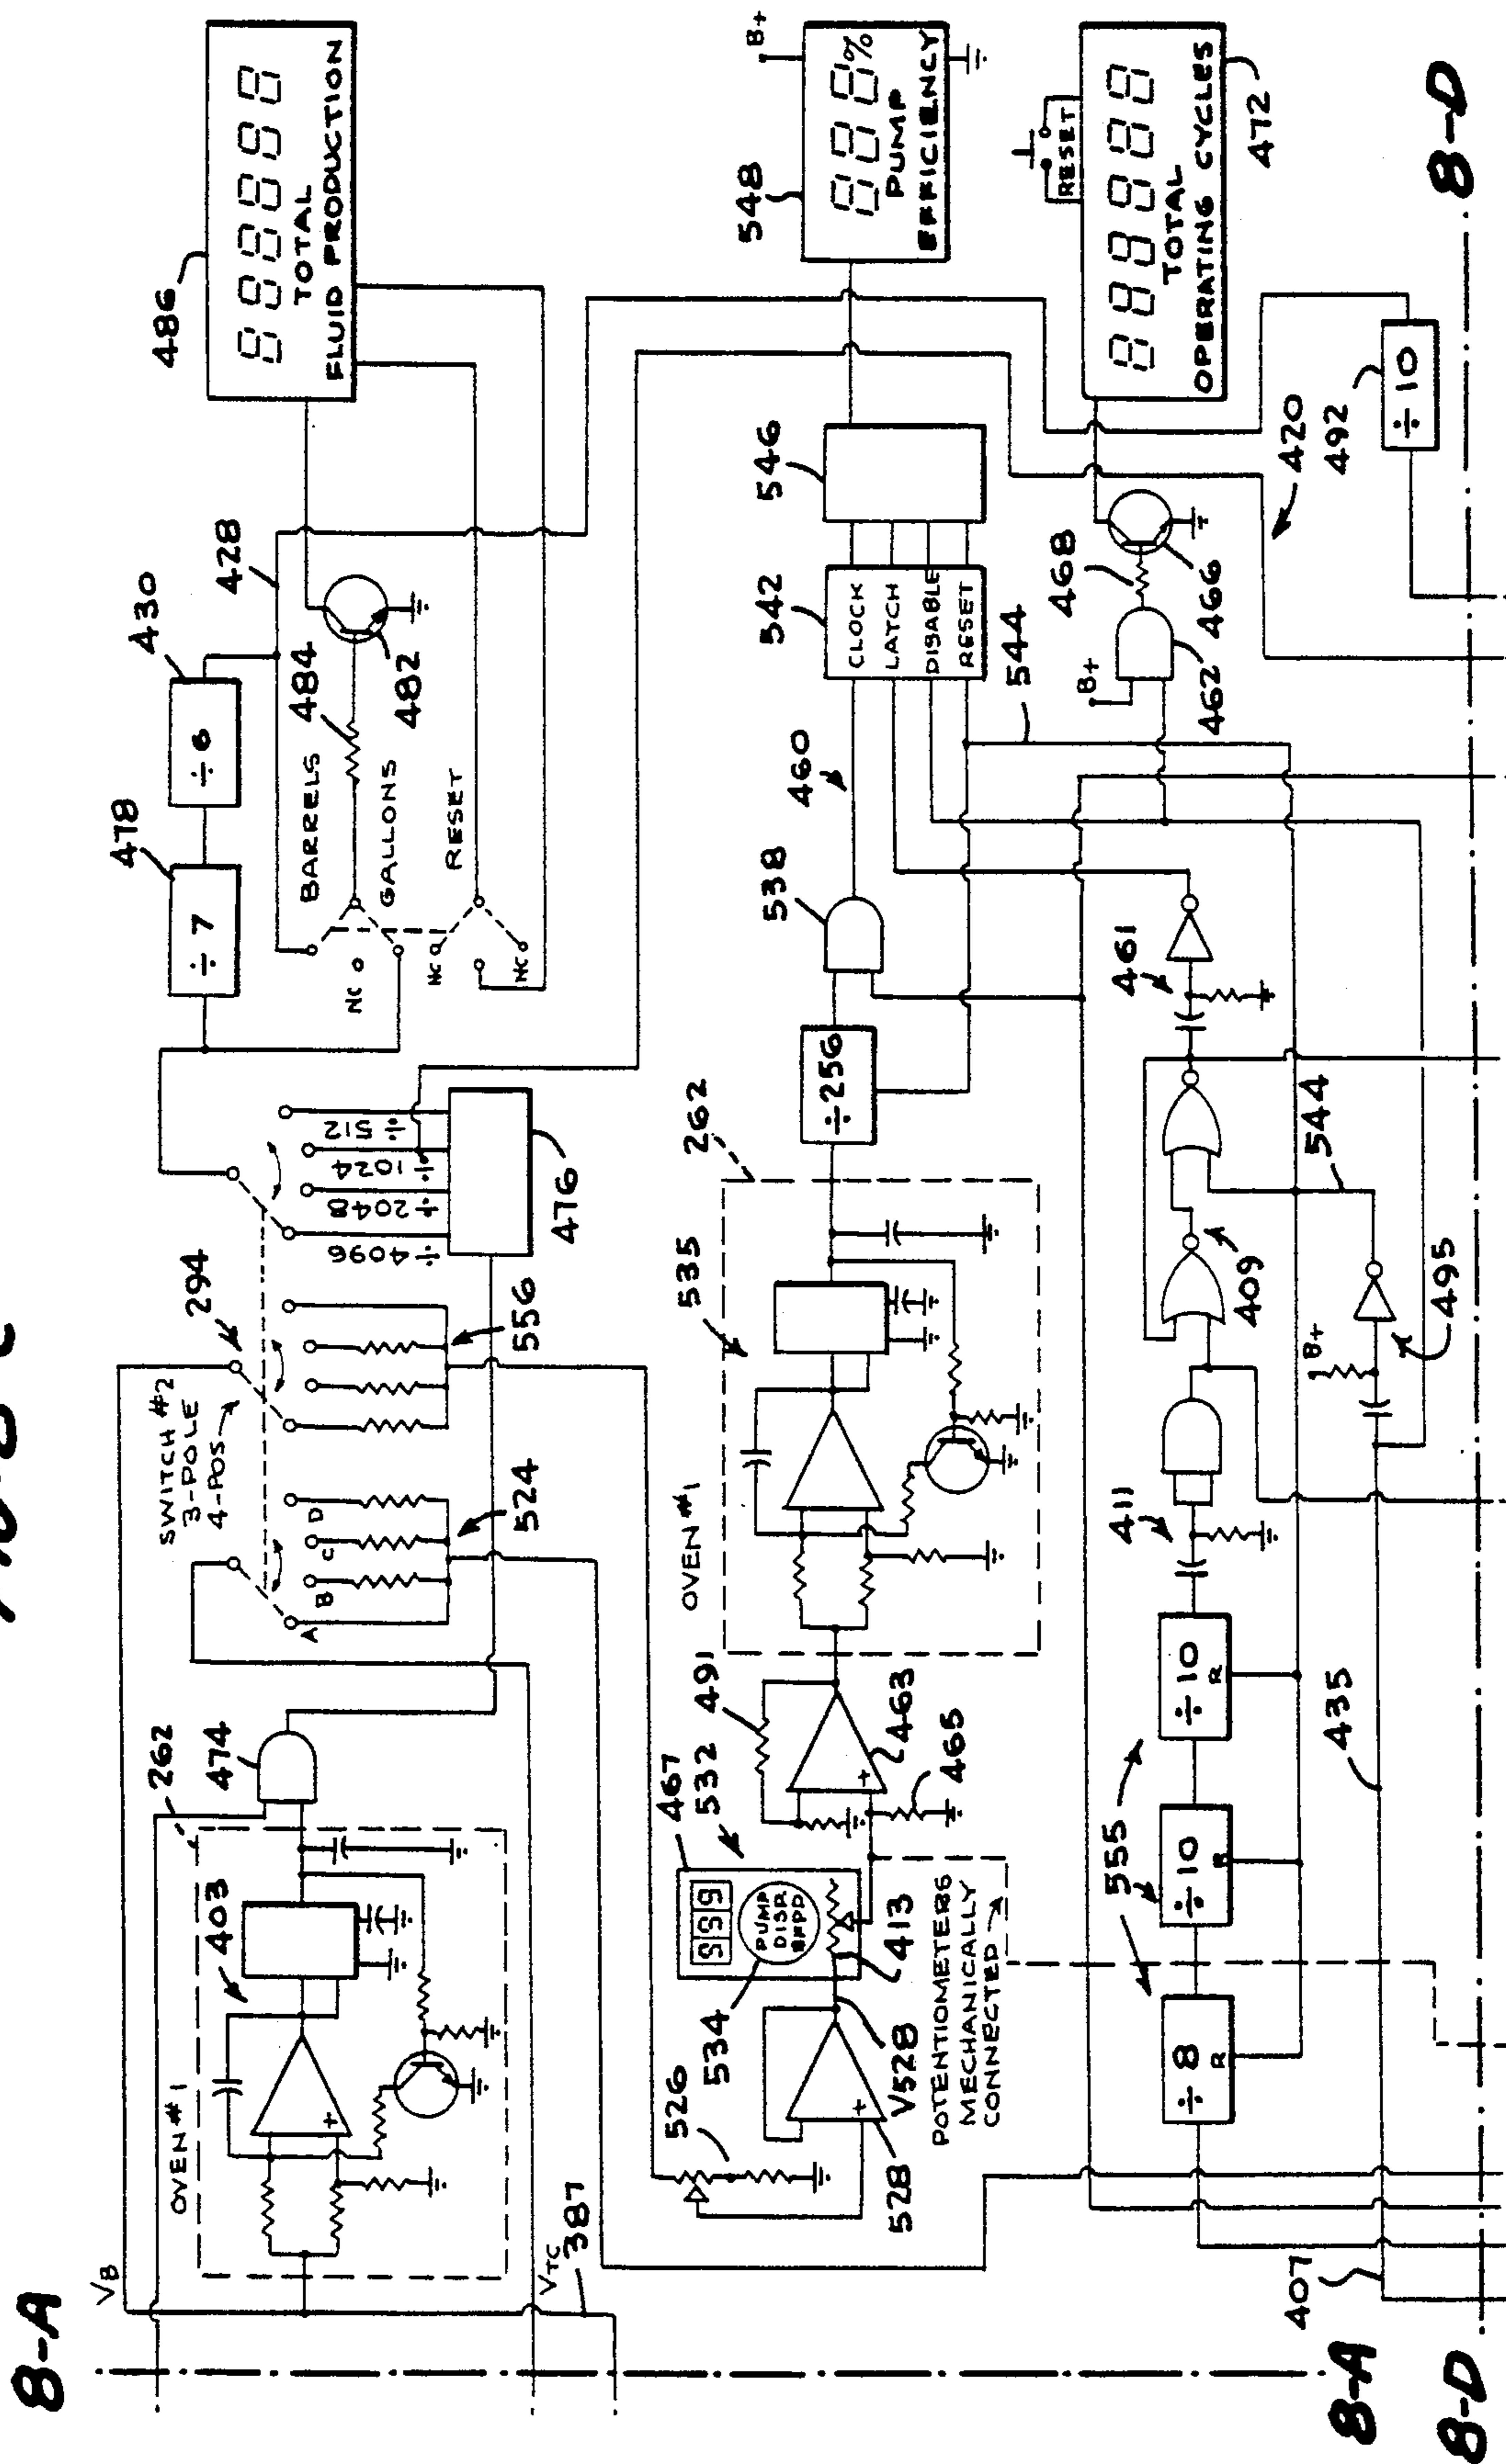 8-A
V_B
OVEN #1
403
262
474
SWITCH #2
3-POLE
4-POS
294
A
B
C
D
524
556
÷4096
÷2048
÷1024
÷512
476
÷7
478
÷6
430
428
BARRELS
GALLONS
RESET
NC
NC
NC
484
482
486
TOTAL
FLUID PRODUCTION
V_TC
387
526
528
V528
534
467
532
PUMP
DISP.
BFPD
413
POTENTIOMETERS
MECHANICALLY
CONNECTED
+
491
463
465
OVEN #1
535
262
÷256
538
460
542
CLOCK
LATCH
DISABLE
RESET
544
546
548
PUMP
EFFICIENCY
%
B+
RESET
TOTAL
OPERATING CYCLES
472
B+
468
466
462
420
492
÷10
407
435
÷8
R
555
÷10
R
÷10
R
411
409
461
544
B+
495
8-A
8-D
8-D